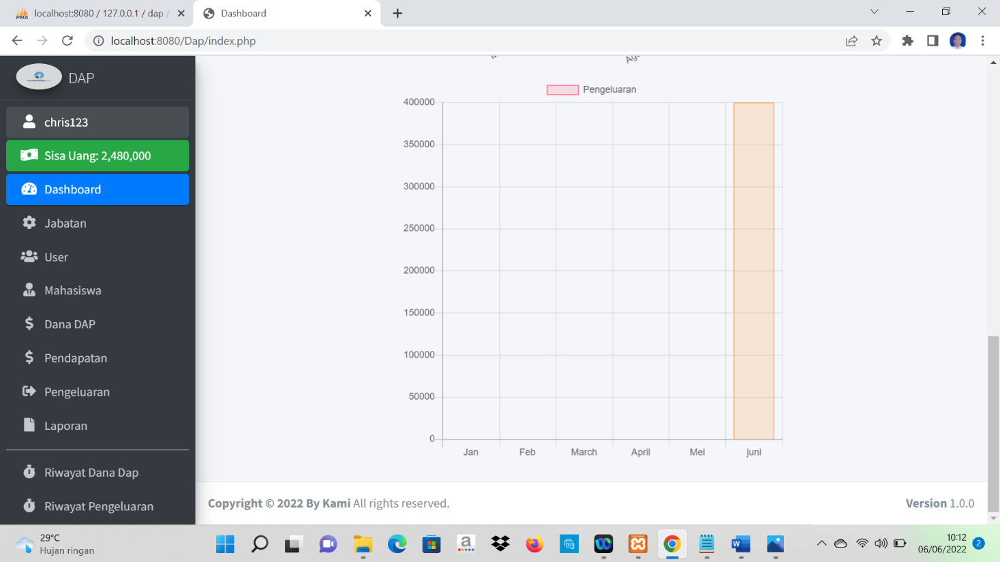 localhost:8080 / 127.0.0.1 / dap /
Dashboard
localhost:8080/Dap/index.php
DAP
chris123
Sisa Uang: 2,480,000
Dashboard
Jabatan
User
Mahasiswa
Dana DAP
Pendapatan
Pengeluaran
Laporan
Riwayat Dana Dap
Riwayat Pengeluaran
Pengeluaran
400000
350000
300000
250000
200000
150000
100000
50000
0
Jan Feb March April Mei juni
Copyright © 2022 By Kami All rights reserved.
Version 1.0.0
29°C
Hujan ringan
10:12
06/06/2022
2